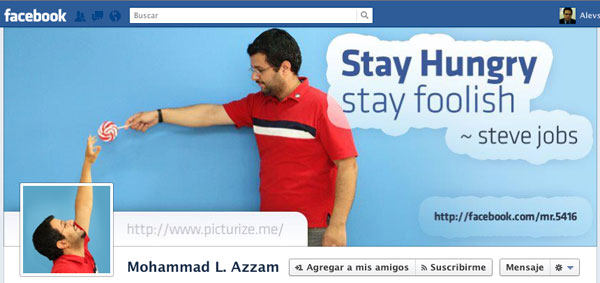 facebook
Buscar
Alevs
Stay Hungry
stay foolish
~ steve jobs
http://facebook.com/mr.5416
http://www.picturize.me/
Mohammad L. Azzam
+1 Agregar a mis amigos
Suscribirme
Mensaje